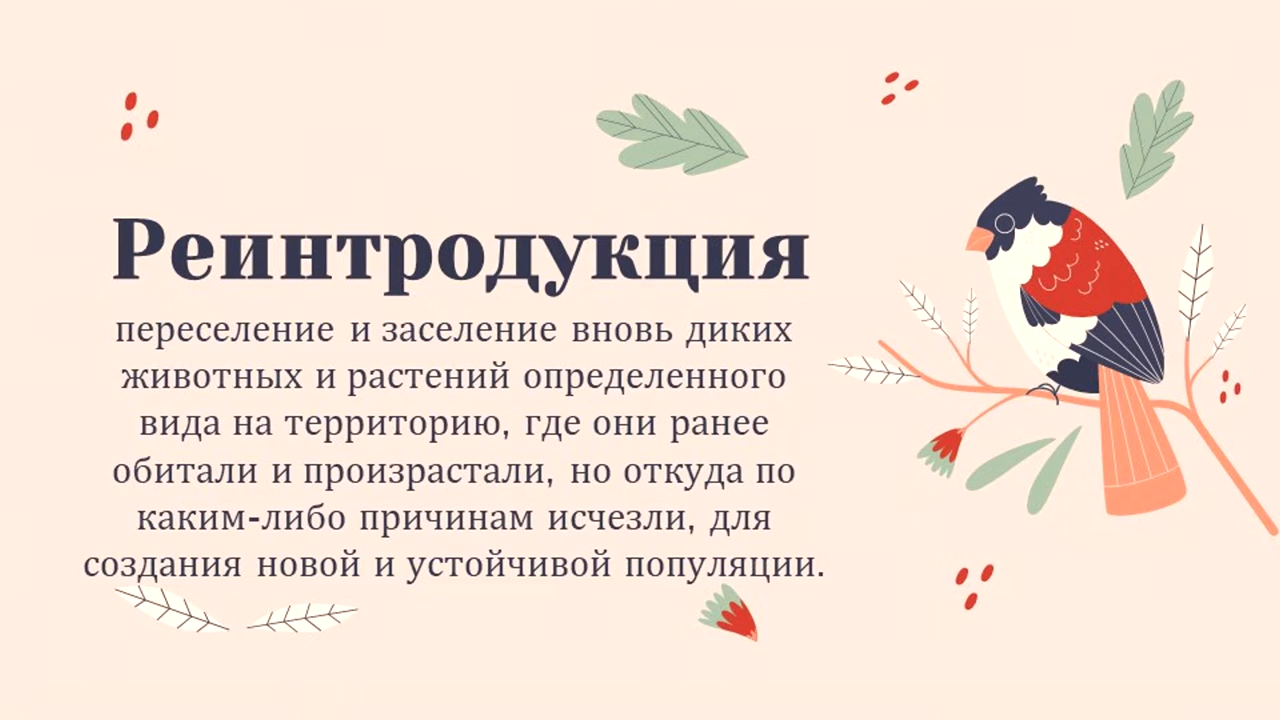 Реинтродукция
переселение и заселение вновь диких
животных и растений определенного
вида на территорию, где они ранее
обитали и произрастали, но откуда по
каким-либо причинам исчезли, для
создания новой и устойчивой популяции.